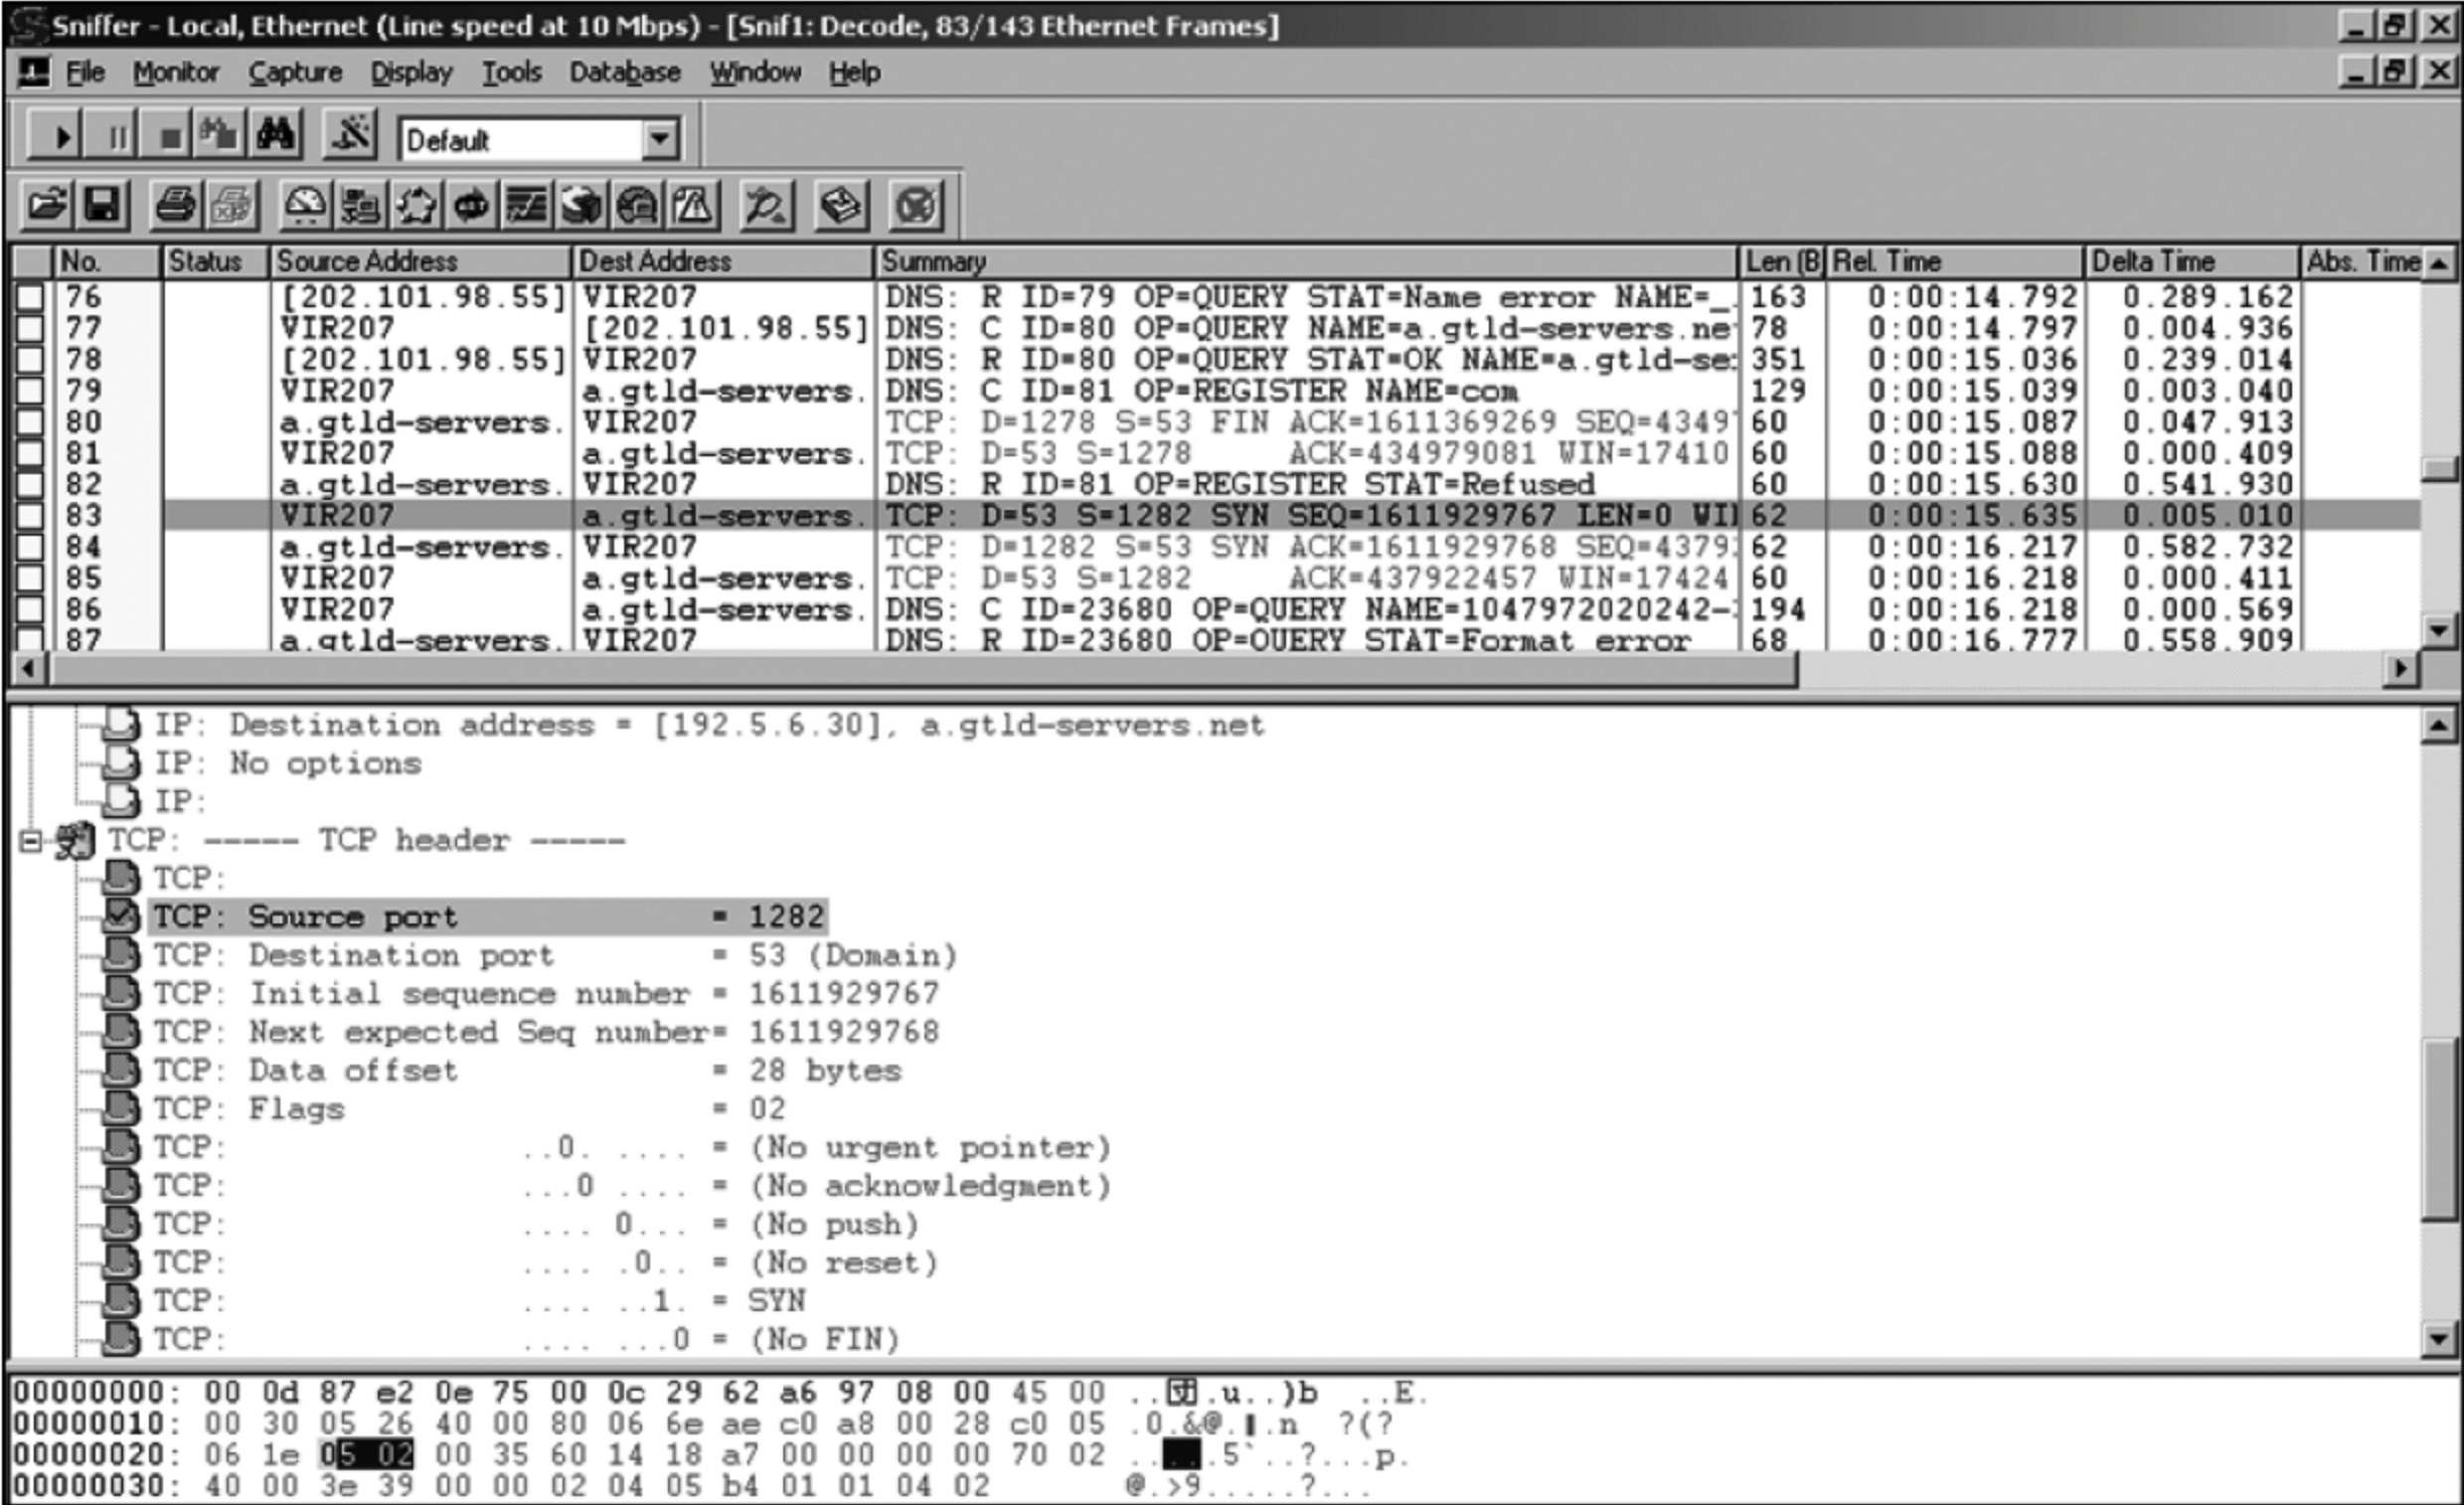 Sniffer - Local, Ethernet (Line speed at 10 Mbps) - [Snif1: Decode, 83/143 Ethernet Frames]
File Monitor Capture Display Tools Database Window Help
Default
No. Status Source Address Dest Address Summary Len (B Rel. Time Delta Time Abs. Time
76 [202.101.98.55] VIR207 DNS: R ID=79 OP=QUERY STAT=Name error NAME=_. 163 0:00:14.792 0.289.162
77 VIR207 [202.101.98.55] DNS: C ID=80 OP=QUERY NAME=a.gtld-servers.ne 78 0:00:14.797 0.004.936
78 [202.101.98.55] VIR207 DNS: R ID=80 OP=QUERY STAT=OK NAME=a.gtld-se 351 0:00:15.036 0.239.014
79 VIR207 a.gtld-servers. DNS: C ID=81 OP=REGISTER NAME=com 129 0:00:15.039 0.003.040
80 a.gtld-servers. VIR207 TCP: D=1278 S=53 FIN ACK=1611369269 SEQ=4349 60 0:00:15.087 0.047.913
81 VIR207 a.gtld-servers. TCP: D=53 S=1278 ACK=434979081 WIN=17410 60 0:00:15.088 0.000.409
82 a.gtld-servers. VIR207 DNS: R ID=81 OP=REGISTER STAT=Refused 60 0:00:15.630 0.541.930
83 VIR207 a.gtld-servers. TCP: D=53 S=1282 SYN SEQ=1611929767 LEN=0 WI 62 0:00:15.635 0.005.010
84 a.gtld-servers. VIR207 TCP: D=1282 S=53 SYN ACK=1611929768 SEQ=4379 62 0:00:16.217 0.582.732
85 VIR207 a.gtld-servers. TCP: D=53 S=1282 ACK=437922457 WIN=17424 60 0:00:16.218 0.000.411
86 VIR207 a.gtld-servers. DNS: C ID=23680 OP=QUERY NAME=1047972020242- 194 0:00:16.218 0.000.569
87 a.gtld-servers. VIR207 DNS: R ID=23680 OP=QUERY STAT=Format error 68 0:00:16.777 0.558.909
IP: Destination address = [192.5.6.30], a.gtld-servers.net
IP: No options
IP:
TCP: ----- TCP header -----
TCP:
TCP: Source port = 1282
TCP: Destination port = 53 (Domain)
TCP: Initial sequence number = 1611929767
TCP: Next expected Seq number= 1611929768
TCP: Data offset = 28 bytes
TCP: Flags = 02
TCP: ..0. .... = (No urgent pointer)
TCP: ...0 .... = (No acknowledgment)
TCP: .... 0... = (No push)
TCP: .... .0.. = (No reset)
TCP: .... ..1. = SYN
TCP: .... ...0 = (No FIN)
00000000: 00 0d 87 e2 0e 75 00 0c 29 62 a6 97 08 00 45 00 .u..)b ..E.
00000010: 00 30 05 26 40 00 80 06 6e ae c0 a8 00 28 c0 05 .0.&@. .n ?(?
00000020: 06 1e 05 02 00 35 60 14 18 a7 00 00 00 00 70 02 .5`..?...p.
00000030: 40 00 3e 39 00 00 02 04 05 b4 01 01 04 02 @.>9.....?...